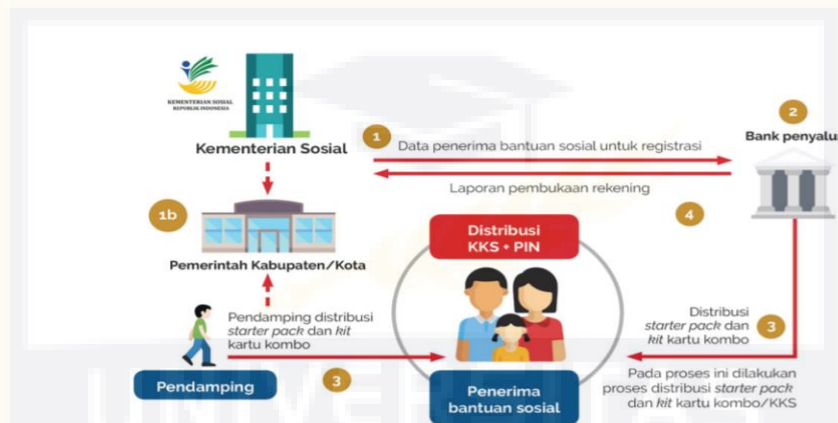 KEMENTERIAN SOSIAL
REPUBLIK INDONESIA
Kementerian Sosial
1
Data penerima bantuan sosial untuk registrasi
Laporan pembukaan rekening
2
Bank penyalur
1b
Pemerintah Kabupaten/Kota
4
Distribusi
KKS + PIN
Pendamping distribusi
starter pack dan kit
kartu kombo
Pendamping
3
Penerima
bantuan sosial
Distribusi
starter pack dan
kit kartu kombo
3
Pada proses ini dilakukan
proses distribusi starter pack
dan kit kartu kombo/KKS